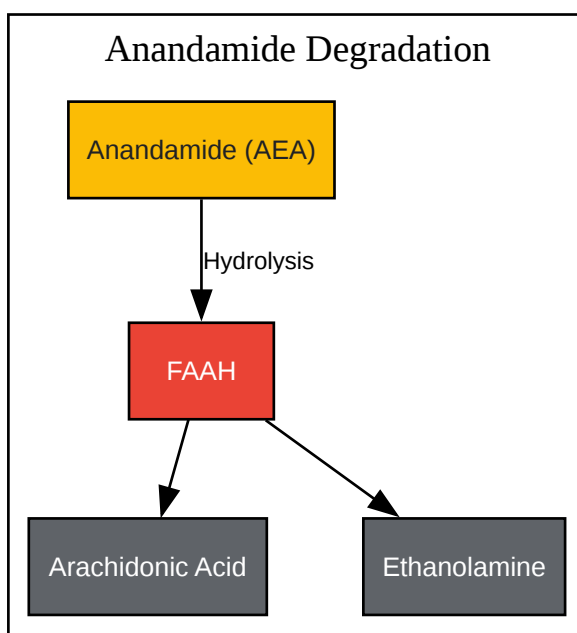 Anandamide Degradation
Anandamide (AEA)
Hydrolysis
FAAH
Arachidonic Acid
Ethanolamine